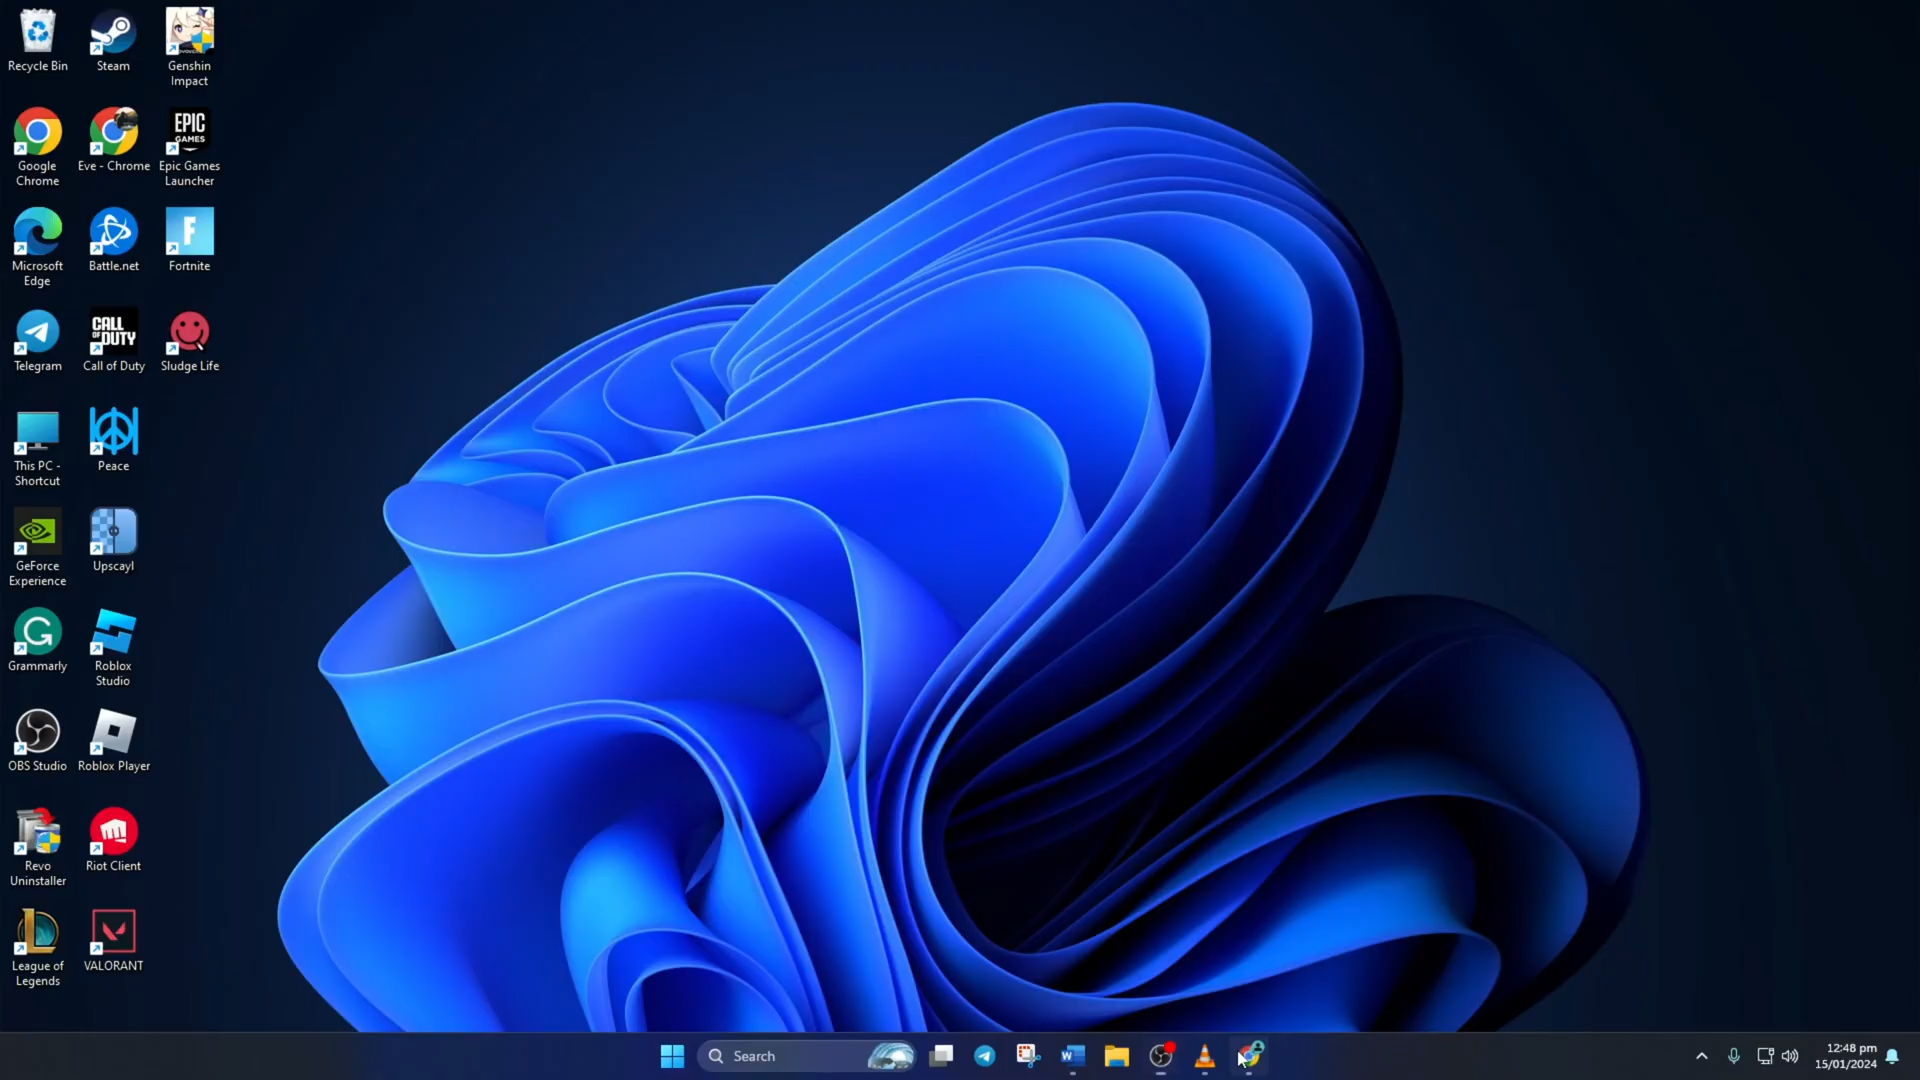 Recycle Bin
Steam
Genshin
Impact
Google
Chrome
Eve - Chrome
EPIC
GAMES
Epic Games
Launcher
Microsoft
Edge
Battle.net
F
Fortnite
Telegram
CALL
OF DUTY
Call of Duty
Sludge Life
This PC -
Shortcut
Peace
GeForce
Experience
Upscayl
G
Grammarly
Roblox
Studio
OBS Studio
Roblox Player
Revo
Uninstaller
Riot Client
L
League of
Legends
VALORANT
Search
W
12:48 pm
15/01/2024